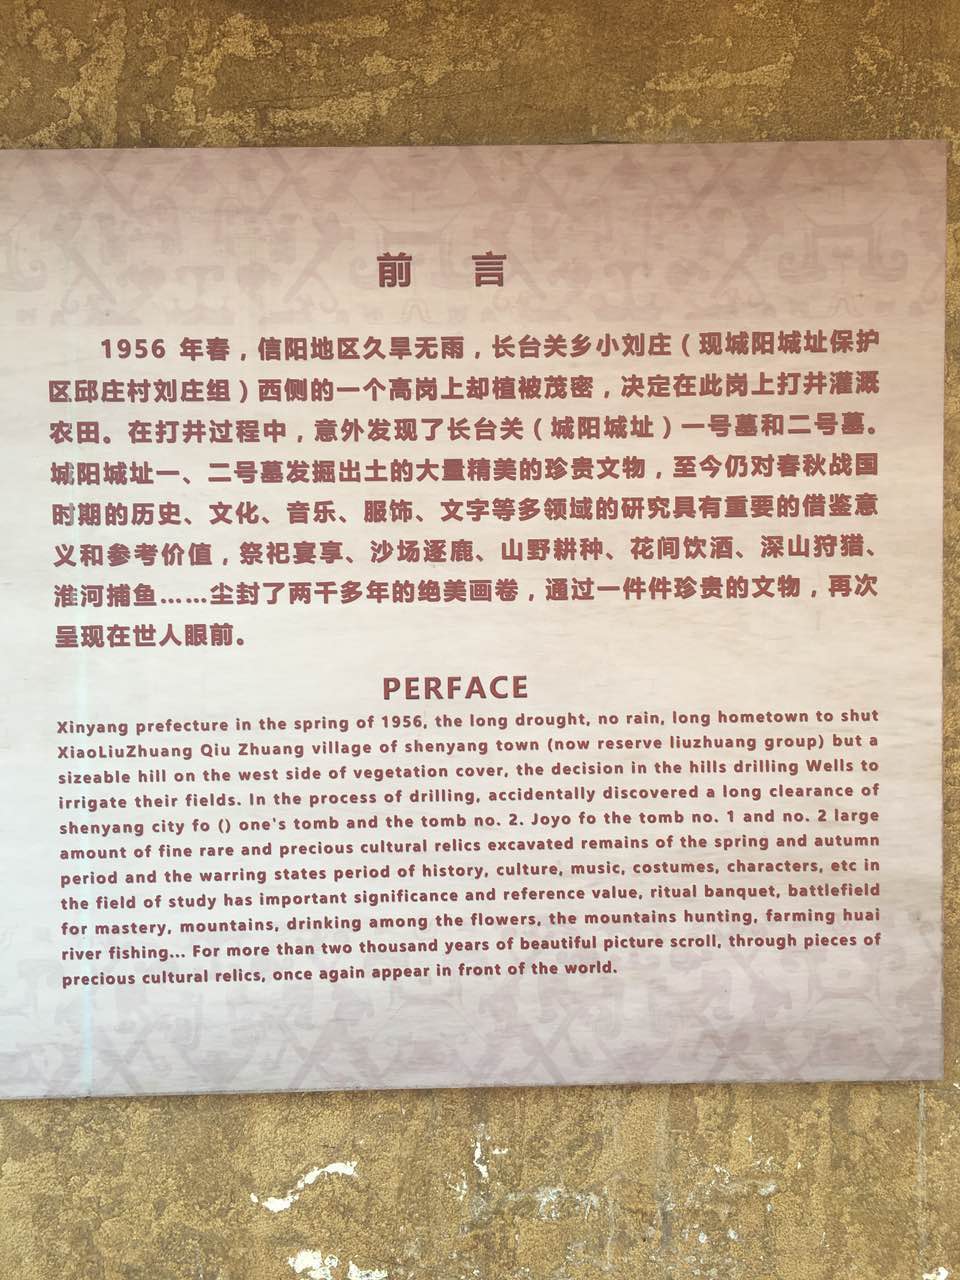 前 言
1956 年春，信阳地区久旱无雨，长台关乡小刘庄（现城阳城址保护
区邱庄村刘庄组）西侧的一个高岗上却植被茂密，决定在此岗上打井灌溉
农田。在打井过程中，意外发现了长台关（城阳城址）一号墓和二号墓。
城阳城址一、二号墓发掘出土的大量精美的珍贵文物，至今仍对春秋战国
时期的历史、文化、音乐、服饰、文字等多领域的研究具有重要的借鉴意
义和参考价值，祭祀宴享、沙场逐鹿、山野耕种、花间饮酒、深山狩猎、
淮河捕鱼……尘封了两千多年的绝美画卷，通过一件件珍贵的文物，再次
呈现在世人眼前。
PERFACE
Xinyang prefecture in the spring of 1956, the long drought, no rain, long hometown to shut
XiaoLiuZhuang Qiu Zhuang village of shenyang town (now reserve liuzhuang group) but a
sizeable hill on the west side of vegetation cover, the decision in the hills drilling Wells to
irrigate their fields. In the process of drilling, accidentally discovered a long clearance of
shenyang city fo () one's tomb and the tomb no. 2. Joyo fo the tomb no. 1 and no. 2 large
amount of fine rare and precious cultural relics excavated remains of the spring and autumn
period and the warring states period of history, culture, music, costumes, characters, etc in
the field of study has important significance and reference value, ritual banquet, battlefield
for mastery, mountains, drinking among the flowers, the mountains hunting, farming huai
river fishing... For more than two thousand years of beautiful picture scroll, through pieces of
precious cultural relics, once again appear in front of the world.